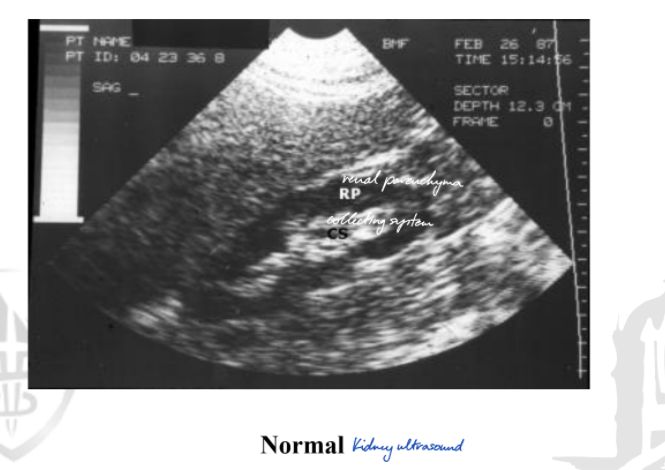 PT NAME
PT ID: 04 23 36 8
SAG _
BMF
FEB 26 87
TIME 15:14:56
SECTOR
DEPTH 12.3 CM
FRAME 0
renal parenchyma
RP
collecting system
CS
Normal Kidney ultrasound